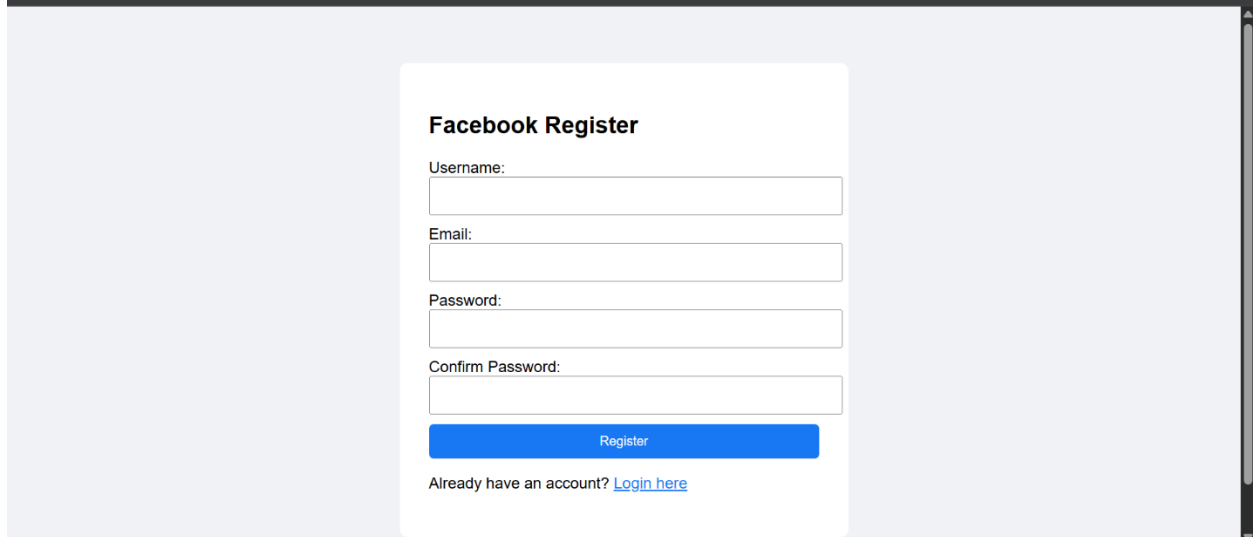 Facebook Register
Username:
Email:
Password:
Confirm Password:
Register
Already have an account? Login here